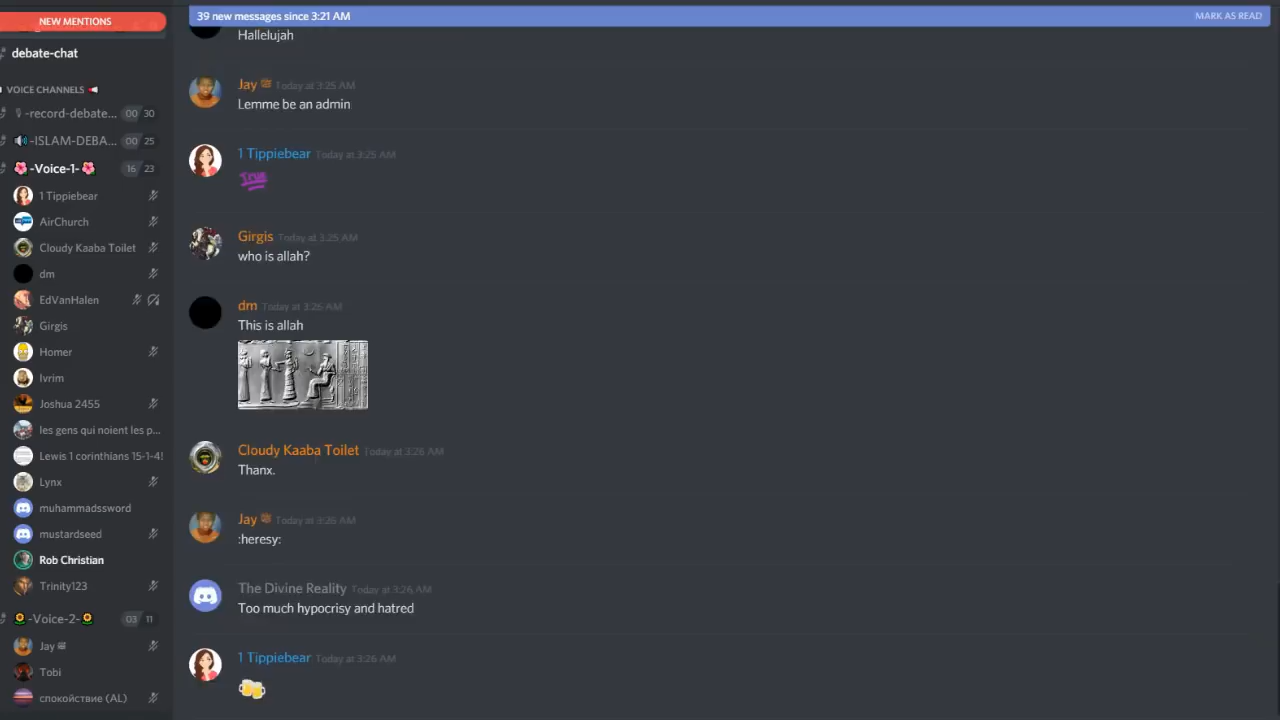 NEW MENTIONS
debate-chat
VOICE CHANNELS
-record-debate... 00 30
-ISLAM-DEBA... 00 25
-Voice-1- 16 23
1 Tippiebear
AirChurch
Cloudy Kaaba Toilet
dm
EdVanHalen
Girgis
Homer
Ivrim
Joshua 2455
les gens qui noient les p...
Lewis 1 corinthians 15-1-4!
Lynx
muhammadssword
mustardseed
Rob Christian
Trinity123
-Voice-2- 03 11
Jay
Tobi
спокойствие (AL)
39 new messages since 3:21 AM MARK AS READ
Hallelujah
Jay Today at 3:25 AM
Lemme be an admin
1 Tippiebear Today at 3:25 AM
True
Girgis Today at 3:25 AM
who is allah?
dm Today at 3:26 AM
This is allah
Cloudy Kaaba Toilet Today at 3:26 AM
Thanx.
Jay Today at 3:26 AM
:heresy:
The Divine Reality Today at 3:26 AM
Too much hypocrisy and hatred
1 Tippiebear Today at 3:26 AM